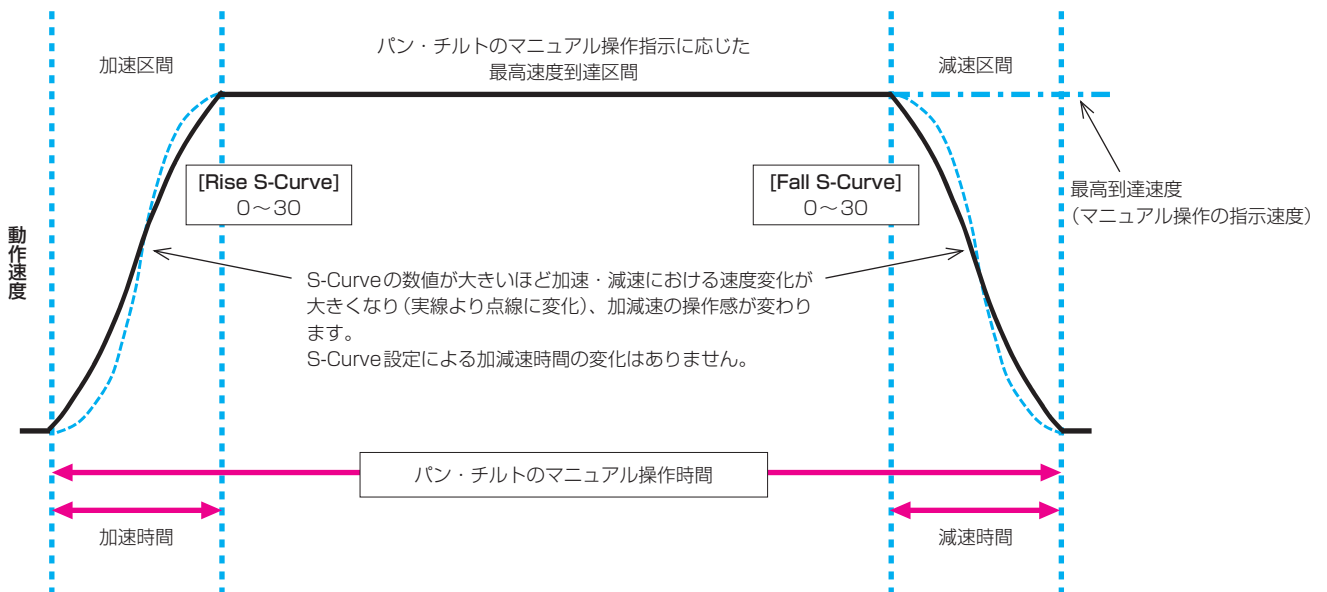 加速区間
パン・チルトのマニュアル操作指示に応じた
最高速度到達区間
減速区間
[Rise S-Curve]
0～30
[Fall S-Curve]
0～30
最高到達速度
（マニュアル操作の指示速度）
動作速度
S-Curveの数値が大きいほど加速・減速における速度変化が
大きくなり（実線より点線に変化）、加減速の操作感が変わり
ます。
S-Curve設定による加減速時間の変化はありません。
パン・チルトのマニュアル操作時間
加速時間
減速時間